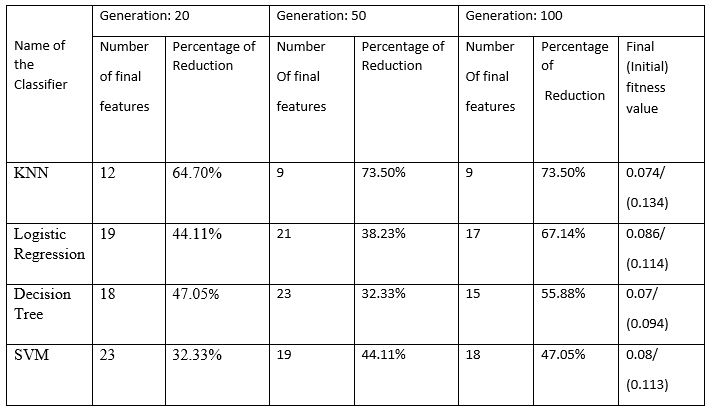 Name of the Classifier Generation: 20 Generation: 50 Generation: 100
Number of final features Percentage of Reduction Number Of final features Percentage of Reduction Number Of final features Percentage of Reduction Final (Initial) fitness value
KNN 12 64.70% 9 73.50% 9 73.50% 0.074/ (0.134)
Logistic Regression 19 44.11% 21 38.23% 17 67.14% 0.086/ (0.114)
Decision Tree 18 47.05% 23 32.33% 15 55.88% 0.07/ (0.094)
SVM 23 32.33% 19 44.11% 18 47.05% 0.08/ (0.113)